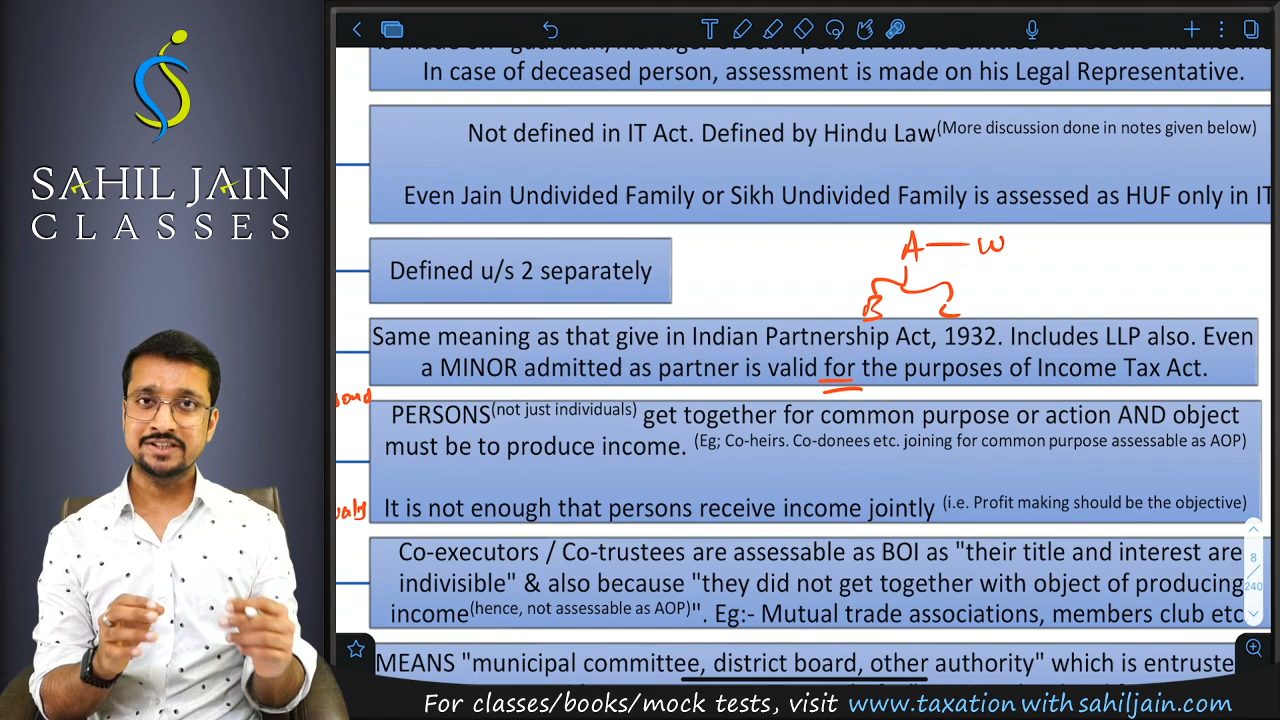 SAHIL JAIN
CLASSES
In case of deceased person, assessment is made on his Legal Representative.
Not defined in IT Act. Defined by Hindu Law(More discussion done in notes given below)
Even Jain Undivided Family or Sikh Undivided Family is assessed as HUF only in IT
A — W
B C
Defined u/s 2 separately
Same meaning as that give in Indian Partnership Act, 1932. Includes LLP also. Even
a MINOR admitted as partner is valid for the purposes of Income Tax Act.
PERSONS(not just individuals) get together for common purpose or action AND object
must be to produce income. (Eg; Co-heirs. Co-donees etc. joining for common purpose assessable as AOP)
It is not enough that persons receive income jointly (i.e. Profit making should be the objective)
Co-executors / Co-trustees are assessable as BOI as "their title and interest are
indivisible" & also because "they did not get together with object of producing
income(hence, not assessable as AOP)". Eg:- Mutual trade associations, members club etc
8
240
MEANS "municipal committee, district board, other authority" which is entruste
For classes/books/mock tests, visit www.taxationwithsahiljain.com